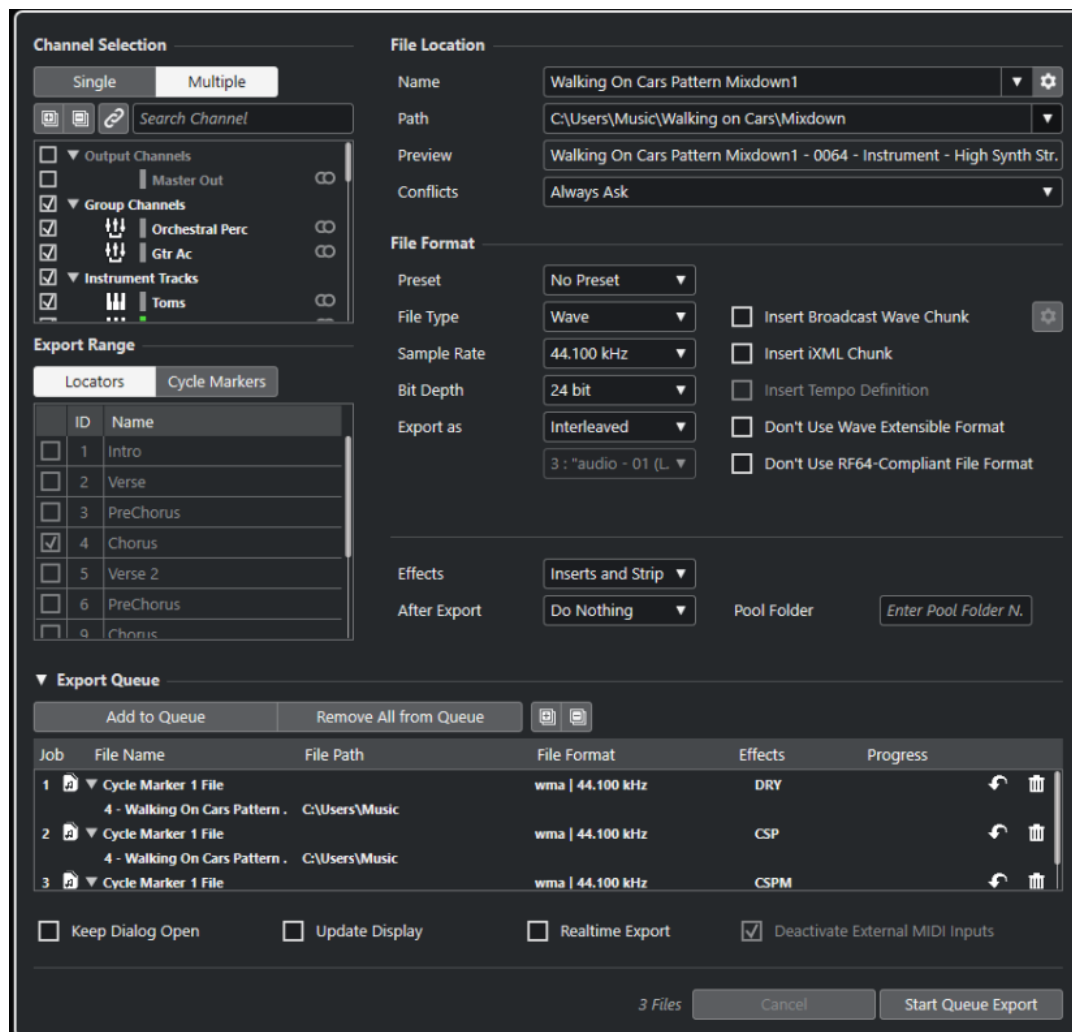 Channel Selection
Single Multiple
Search Channel
Output Channels
Master Out
Group Channels
Orchestral Perc
Gtr Ac
Instrument Tracks
Toms
Export Range
Locators Cycle Markers
ID Name
1 Intro
2 Verse
3 PreChorus
4 Chorus
5 Verse 2
6 PreChorus
9 Chorus
File Location
Name Walking On Cars Pattern Mixdown1
Path C:\Users\Music\Walking on Cars\Mixdown
Preview Walking On Cars Pattern Mixdown1 - 0064 - Instrument - High Synth Str.
Conflicts Always Ask
File Format
Preset No Preset
File Type Wave Insert Broadcast Wave Chunk
Sample Rate 44.100 kHz Insert iXML Chunk
Bit Depth 24 bit Insert Tempo Definition
Export as Interleaved Don't Use Wave Extensible Format
3 : "audio - 01 (L. Don't Use RF64-Compliant File Format
Effects Inserts and Strip
After Export Do Nothing Pool Folder Enter Pool Folder N.
Export Queue
Add to Queue Remove All from Queue
Job File Name File Path File Format Effects Progress
1 Cycle Marker 1 File wma | 44.100 kHz DRY
4 - Walking On Cars Pattern . C:\Users\Music
2 Cycle Marker 1 File wma | 44.100 kHz CSP
4 - Walking On Cars Pattern . C:\Users\Music
3 Cycle Marker 1 File wma | 44.100 kHz CSPM
Keep Dialog Open Update Display Realtime Export Deactivate External MIDI Inputs
3 Files Cancel Start Queue Export